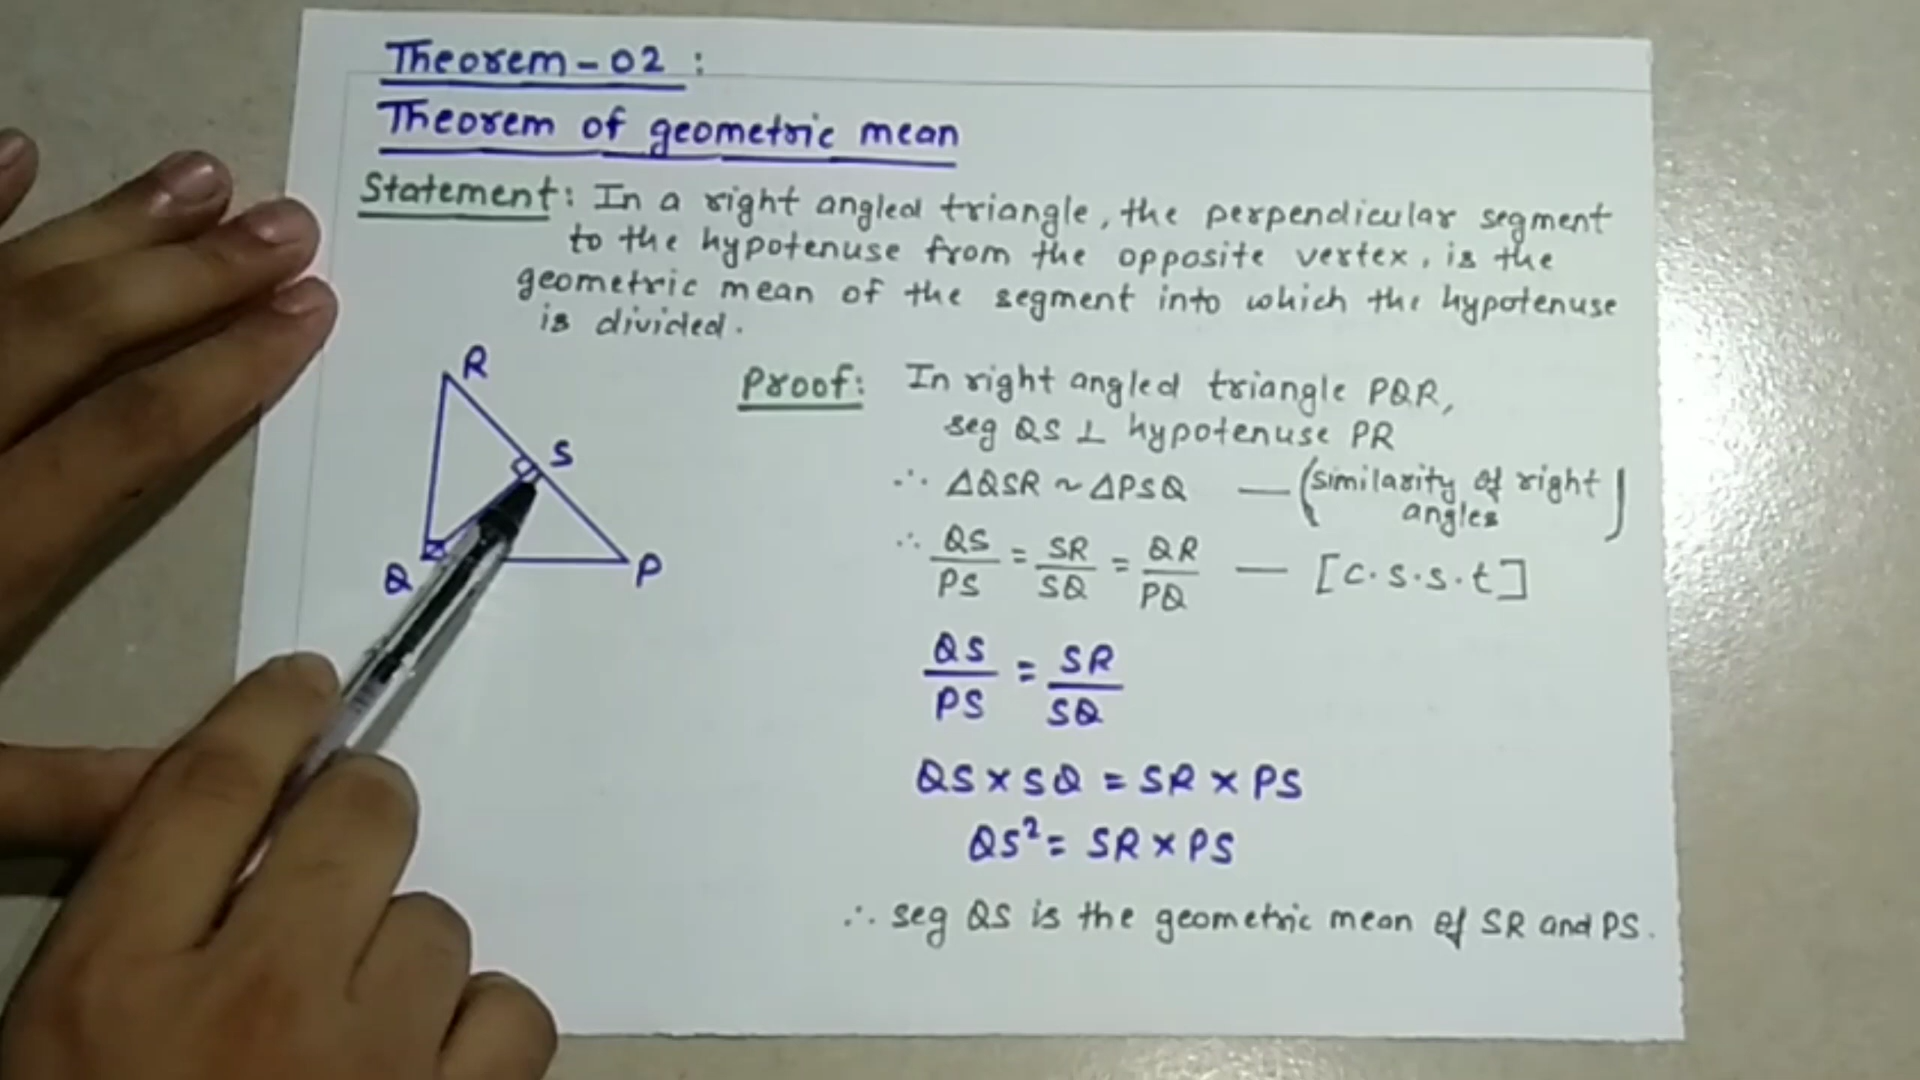 Theorem-02 :
Theorem of geometric mean
Statement: In a right angled triangle, the perpendicular segment
to the hypotenuse from the opposite vertex, is the
geometric mean of the segment into which the hypotenuse
is divided.
R
S
Q
P
Proof: In right angled triangle PQR,
seg QS ⊥ hypotenuse PR
∴ ΔQSR ~ ΔPSQ — (similarity of right angles)
∴ QS/PS = SR/SQ = QR/PQ — [c.s.s.t]
QS/PS = SR/SQ
QS × SQ = SR × PS
QS² = SR × PS
∴ seg QS is the geometric mean of SR and PS.